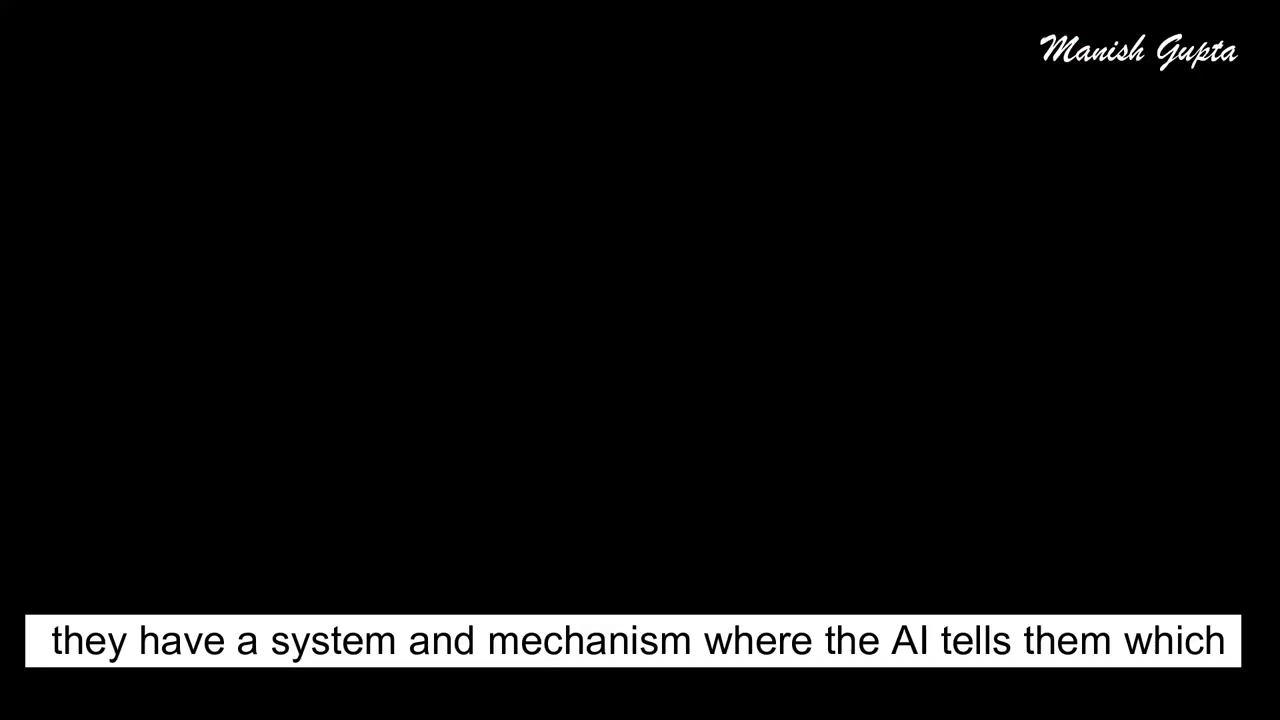 Manish Gupta
they have a system and mechanism where the AI tells them which